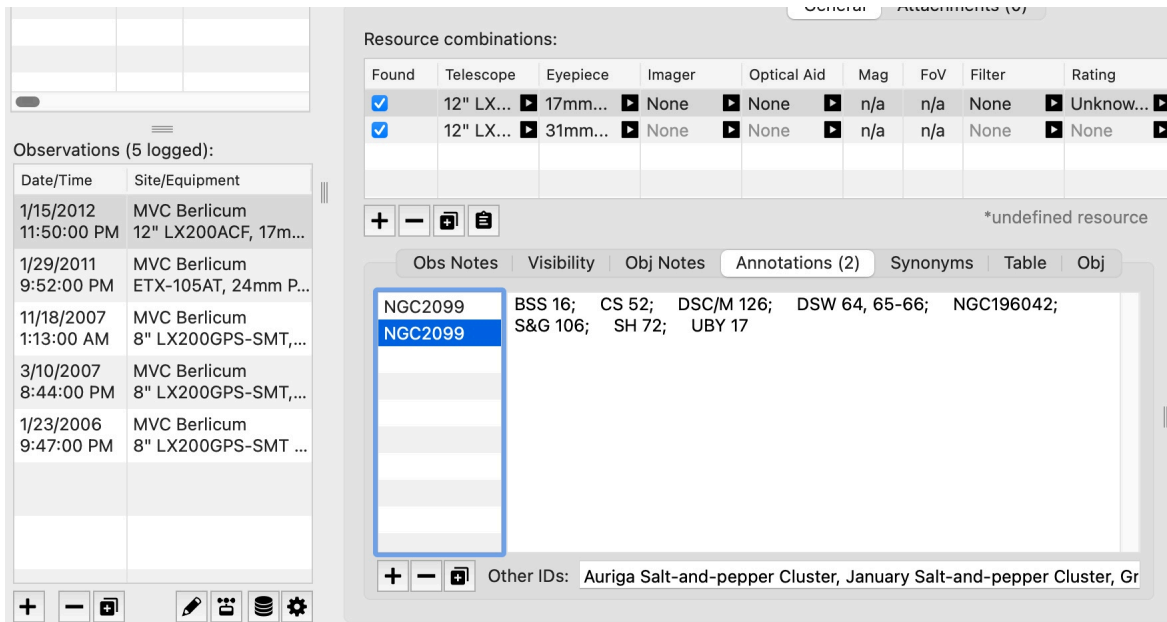 General Attachments (0)
Resource combinations:
Found Telescope Eyepiece Imager Optical Aid Mag FoV Filter Rating
12" LX... 17mm... None None n/a n/a None Unknow...
12" LX... 31mm... None None n/a n/a None None
*undefined resource
Observations (5 logged):
Date/Time Site/Equipment
1/15/2012 MVC Berlicum
11:50:00 PM 12" LX200ACF, 17m...
1/29/2011 MVC Berlicum
9:52:00 PM ETX-105AT, 24mm P...
11/18/2007 MVC Berlicum
1:13:00 AM 8" LX200GPS-SMT,...
3/10/2007 MVC Berlicum
8:44:00 PM 8" LX200GPS-SMT,...
1/23/2006 MVC Berlicum
9:47:00 PM 8" LX200GPS-SMT ...
Obs Notes Visibility Obj Notes Annotations (2) Synonyms Table Obj
NGC2099
NGC2099
BSS 16; CS 52; DSC/M 126; DSW 64, 65-66; NGC196042;
S&G 106; SH 72; UBY 17
Other IDs: Auriga Salt-and-pepper Cluster, January Salt-and-pepper Cluster, Gr